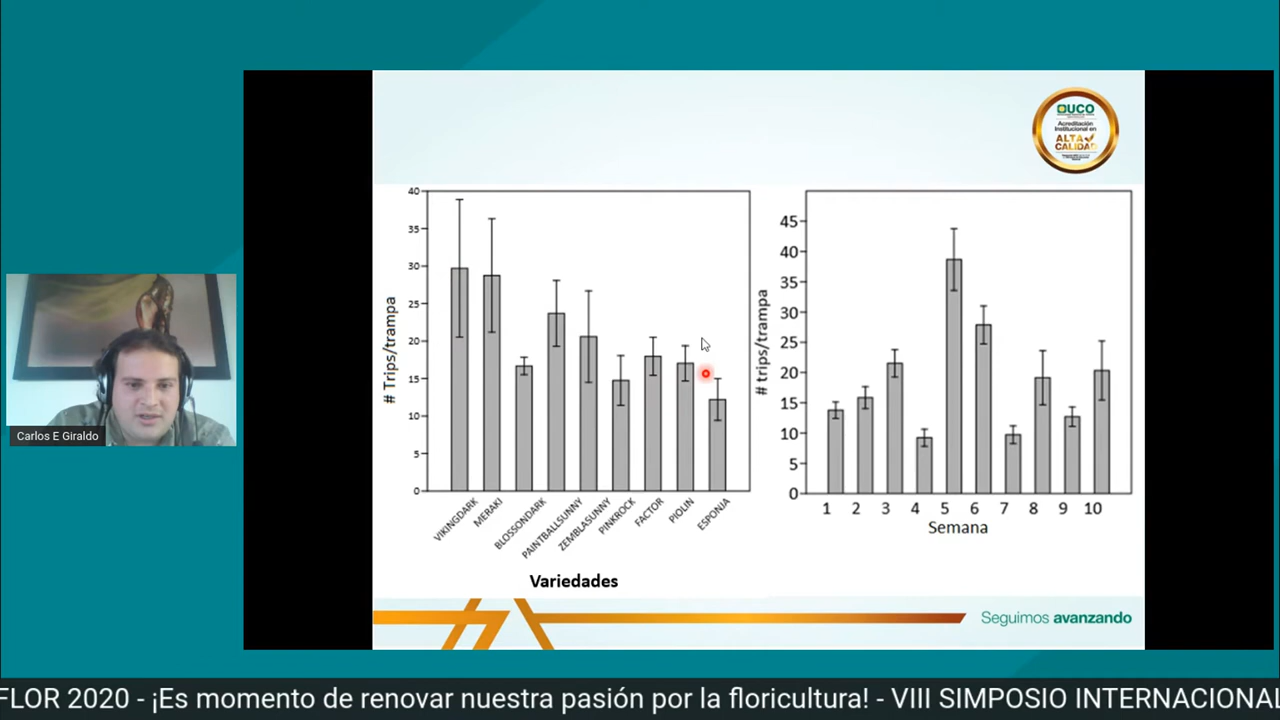 UCO
Acreditación
Institucional en
ALTA
CALIDAD
40
35
30
25
20
15
10
5
0
# Trips/trampa
VIKINGDARK
MERAKI
BLOSSONDARK
PAINTBALLSUNNY
ZEMBLASUNNY
PINKROCK
FACTOR
PIOLIN
ESPONJA
Variedades
45
40
35
30
25
20
15
10
5
0
# trips/trampa
1 2 3 4 5 6 7 8 9 10
Semana
Carlos E Giraldo
Seguimos avanzando
FLOR 2020 - ¡Es momento de renovar nuestra pasión por la floricultura! - VIII SIMPOSIO INTERNACIONAL